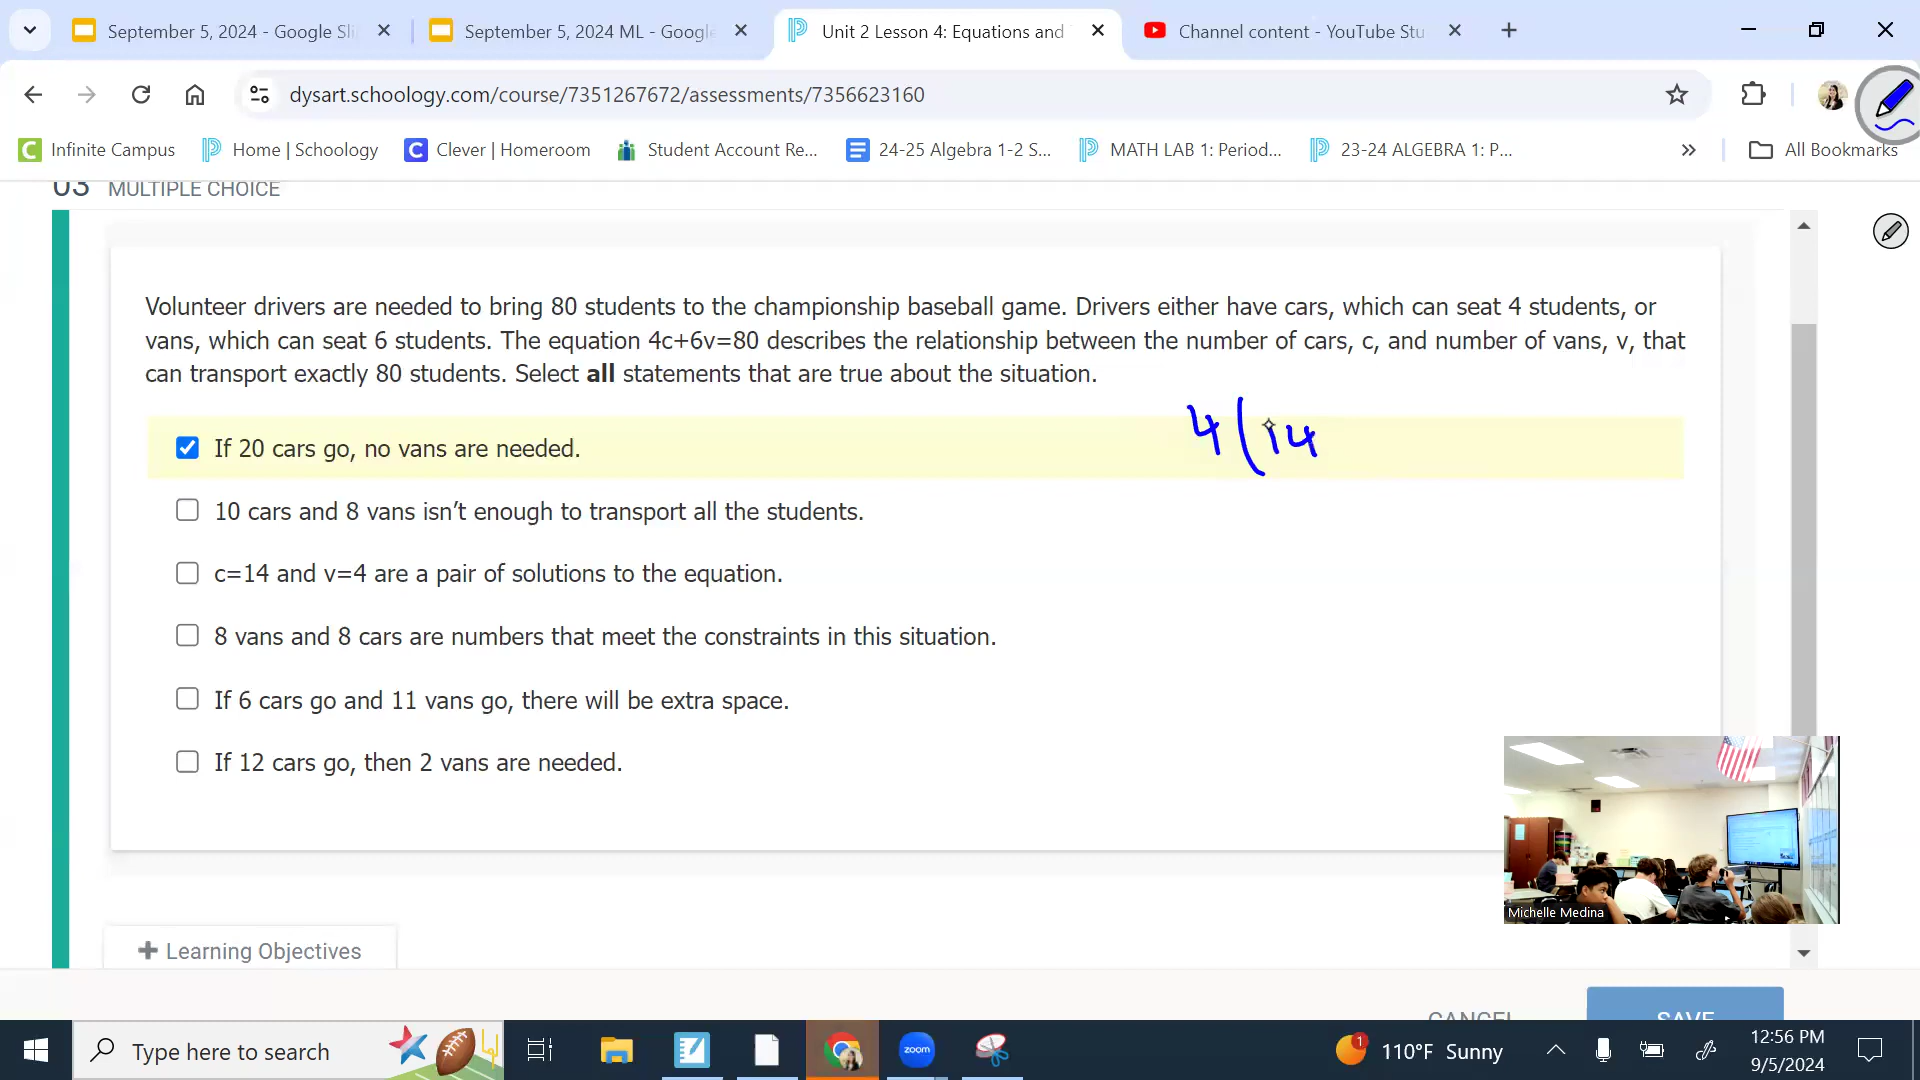 September 5, 2024 - Google Sli
September 5, 2024 ML - Google
Unit 2 Lesson 4: Equations and
Channel content - YouTube Stu
dysart.schoology.com/course/7351267672/assessments/7356623160
Infinite Campus
Home | Schoology
Clever | Homeroom
Student Account Re...
24-25 Algebra 1-2 S...
MATH LAB 1: Period...
23-24 ALGEBRA 1: P...
All Bookmarks
03 MULTIPLE CHOICE
Volunteer drivers are needed to bring 80 students to the championship baseball game. Drivers either have cars, which can seat 4 students, or
vans, which can seat 6 students. The equation 4c+6v=80 describes the relationship between the number of cars, c, and number of vans, v, that
can transport exactly 80 students. Select all statements that are true about the situation.
4(14
If 20 cars go, no vans are needed.
10 cars and 8 vans isn’t enough to transport all the students.
c=14 and v=4 are a pair of solutions to the equation.
8 vans and 8 cars are numbers that meet the constraints in this situation.
If 6 cars go and 11 vans go, there will be extra space.
If 12 cars go, then 2 vans are needed.
Michelle Medina
+ Learning Objectives
CANCEL
SAVE
Type here to search
zoom
1
110°F Sunny
12:56 PM
9/5/2024